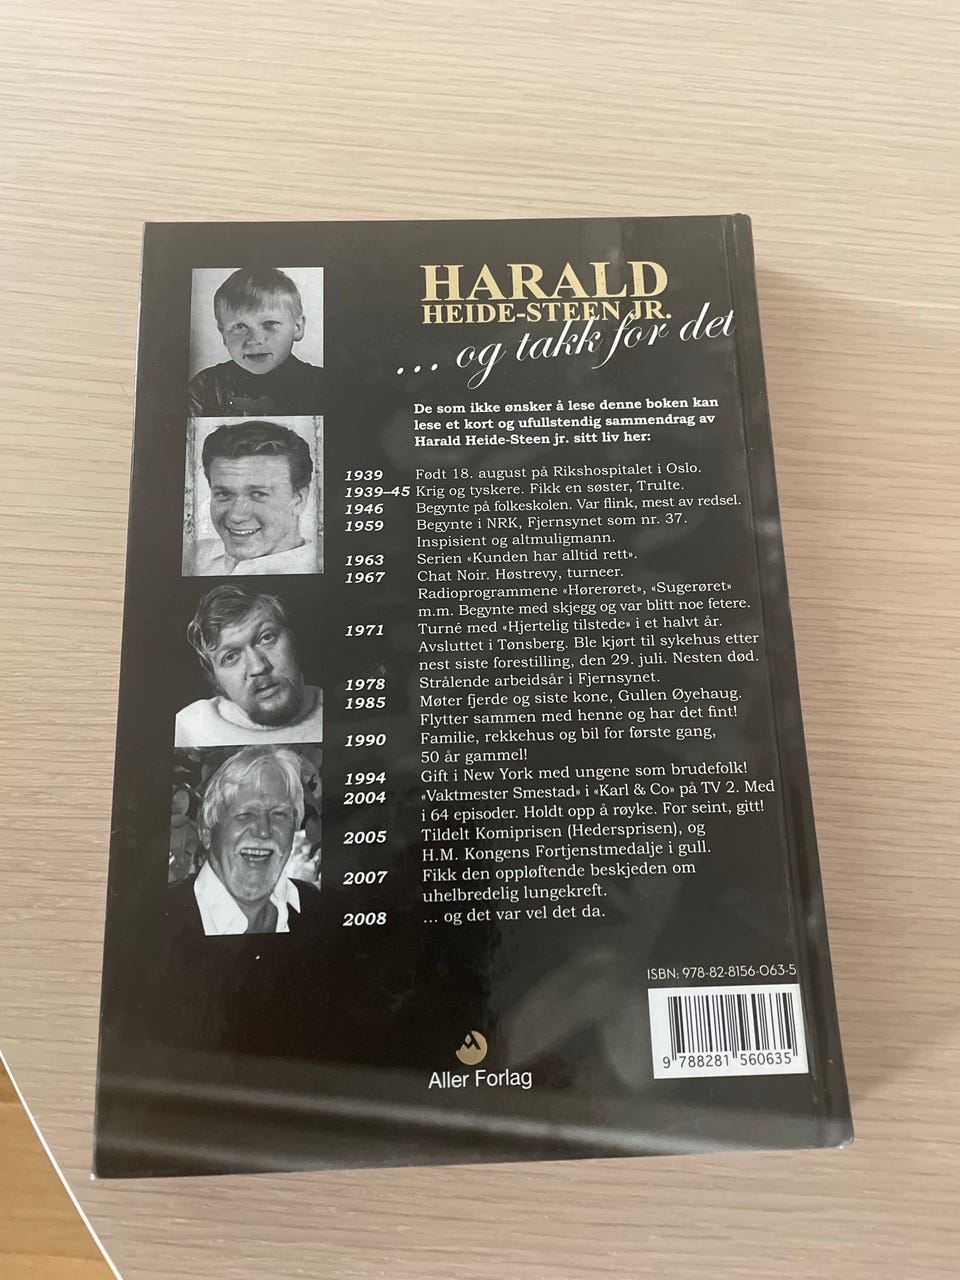 HARALD
HEIDE-STEEN JR.
... og takk for det
De som ikke ønsker å lese denne boken kan
lese et kort og ufullstendig sammendrag av
Harald Heide-Steen jr. sitt liv her:
1939 Født 18. august på Rikshospitalet i Oslo.
1939–45 Krig og tyskere. Fikk en søster, Trulte.
1946 Begynte på folkeskolen. Var flink, mest av redsel.
1959 Begynte i NRK, Fjernsynet som nr. 37.
Inspisient og altmuligmann.
1963 Serien «Kunden har alltid rett».
1967 Chat Noir. Høstrevy, turneer.
Radioprogrammene «Hørerøret», «Sugerøret»
m.m. Begynte med skjegg og var blitt noe fetere.
1971 Turné med «Hjertelig tilstede» i et halvt år.
Avsluttet i Tønsberg. Ble kjørt til sykehus etter
nest siste forestilling, den 29. juli. Nesten død.
1978 Strålende arbeidsår i Fjernsynet.
1985 Møter fjerde og siste kone, Gullen Øyehaug.
Flytter sammen med henne og har det fint!
1990 Familie, rekkehus og bil for første gang,
50 år gammel!
1994 Gift i New York med ungene som brudefolk!
2004 «Vaktmester Smestad» i «Karl & Co» på TV 2. Med
i 64 episoder. Holdt opp å røyke. For seint, gitt!
2005 Tildelt Komiprisen (Hedersprisen), og
H.M. Kongens Fortjenstmedalje i gull.
2007 Fikk den oppløftende beskjeden om
uhelbredelig lungekreft.
2008 ... og det var vel det da.
ISBN: 978-82-8156-063-5
9 788281 560635
Aller Forlag